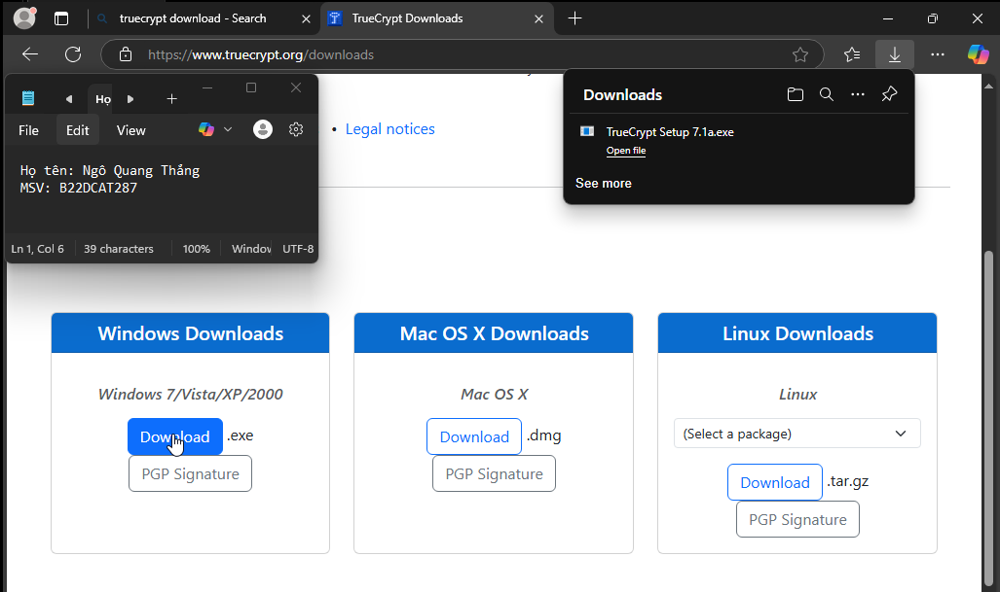 truecrypt download - Search
TrueCrypt Downloads
https://www.truecrypt.org/downloads
Họ
File Edit View
Họ tên: Ngô Quang Thắng
MSV: B22DCAT287
Ln 1, Col 6 39 characters 100% Window UTF-8
• Legal notices
Downloads
TrueCrypt Setup 7.1a.exe
Open file
See more
Windows Downloads
Windows 7/Vista/XP/2000
Download .exe
PGP Signature
Mac OS X Downloads
Mac OS X
Download .dmg
PGP Signature
Linux Downloads
Linux
(Select a package)
Download .tar.gz
PGP Signature